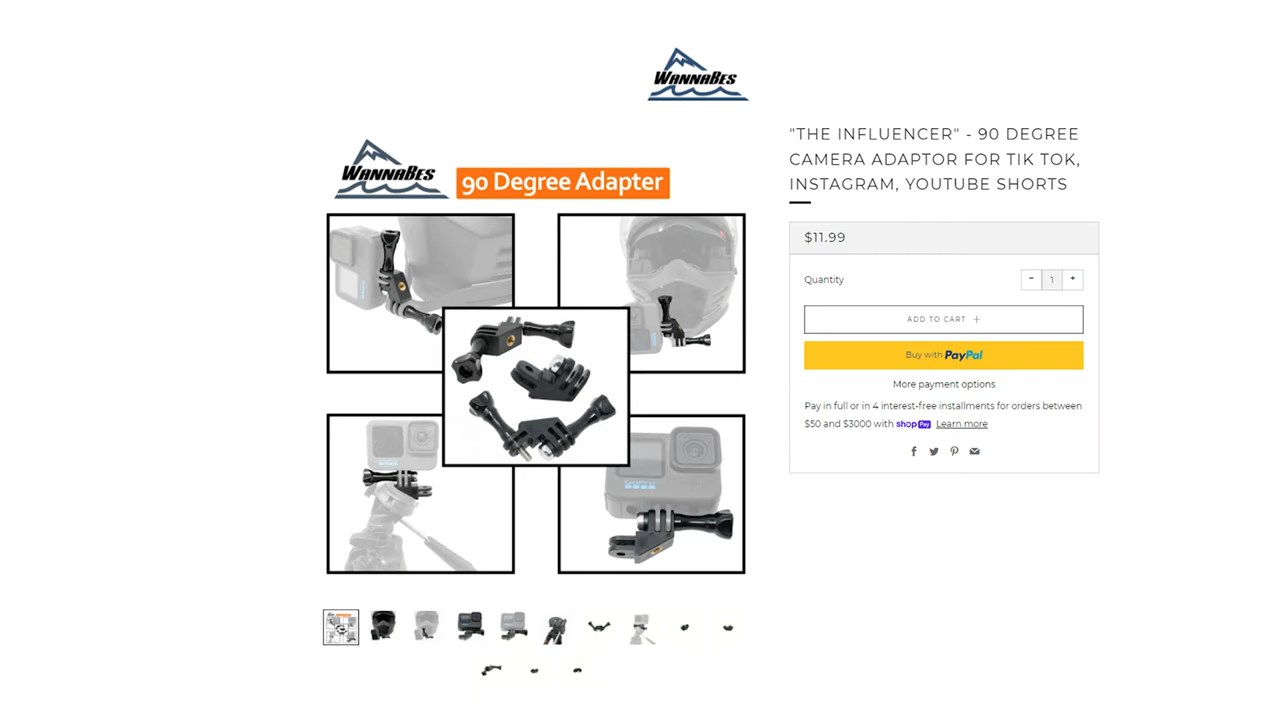 WANNABES
"THE INFLUENCER" - 90 DEGREE
CAMERA ADAPTOR FOR TIK TOK,
INSTAGRAM, YOUTUBE SHORTS
WANNABES
90 Degree Adapter
$11.99
Quantity
- 1 +
ADD TO CART +
Buy with PayPal
More payment options
Pay in full or in 4 interest-free installments for orders between
$50 and $3000 with shop Pay Learn more
GoPro